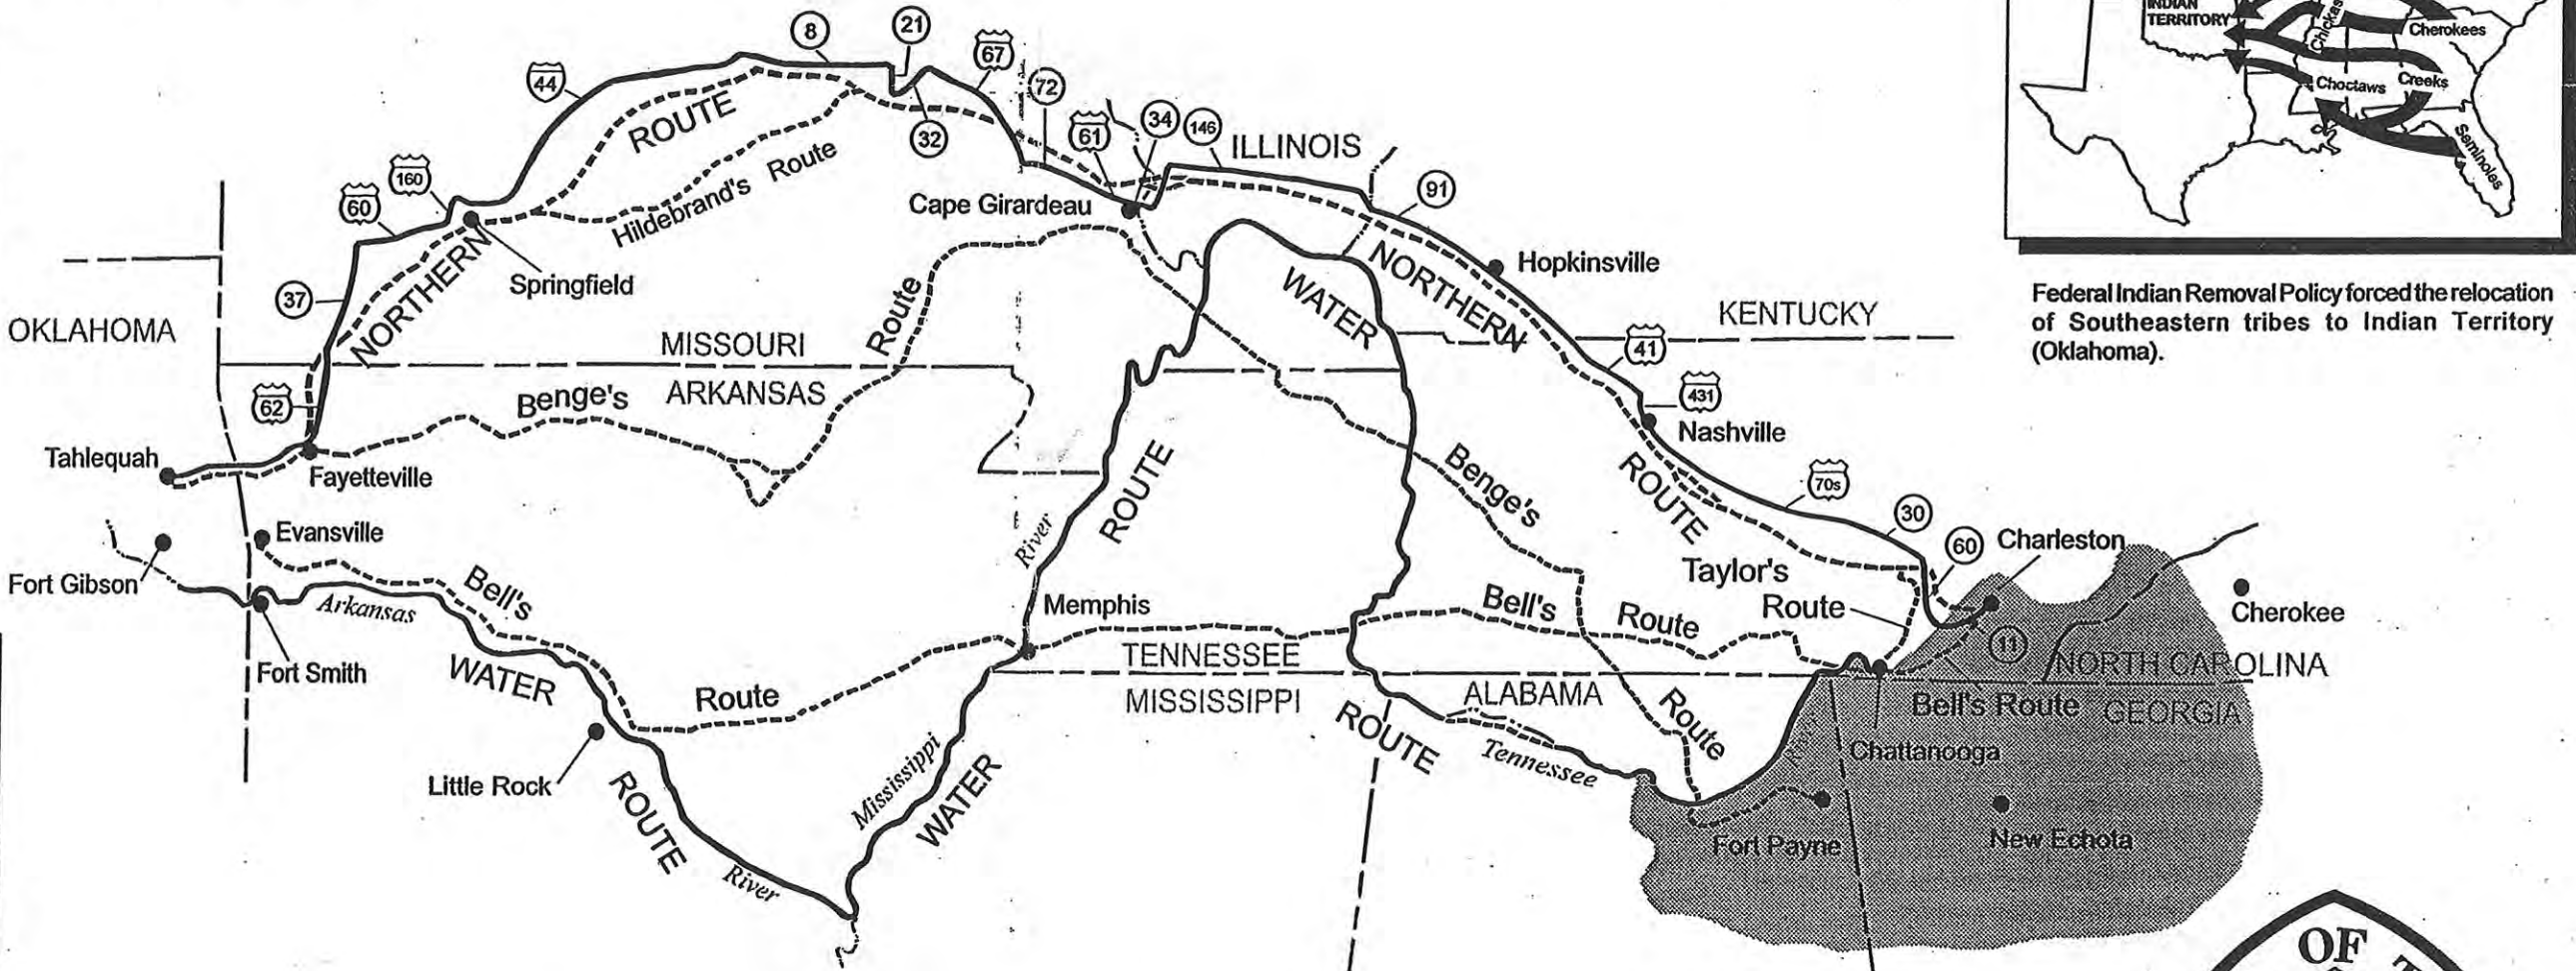 INDIAN
TERRITORY
Cherokees
Choctaws
Creeks
Seminoles
Federal Indian Removal Policy forced the relocation
of Southeastern tribes to Indian Territory
(Oklahoma).
8
21
67
44
72
ROUTE
32
61
34
146
ILLINOIS
Hildebrand's Route
160
60
Cape Girardeau
91
NORTHERN
Springfield
Hopkinsville
37
WATER
NORTHERN
OKLAHOMA
Route
KENTUCKY
MISSOURI
41
ARKANSAS
62
Benge's
431
Nashville
Tahlequah
Fayetteville
ROUTE
Benge's
ROUTE
70s
30
Evansville
River
60
Charleston
Fort Gibson
Bell's
Taylor's
Route
Arkansas
Memphis
Bell's
Route
Cherokee
11
Fort Smith
WATER
TENNESSEE
NORTH CAROLINA
MISSISSIPPI
ALABAMA
Route
Route
Bell's Route
GEORGIA
ROUTE
Tennessee
River
Chattanooga
Little Rock
ROUTE
Mississippi
WATER
Fort Payne
New Echota
River
OF